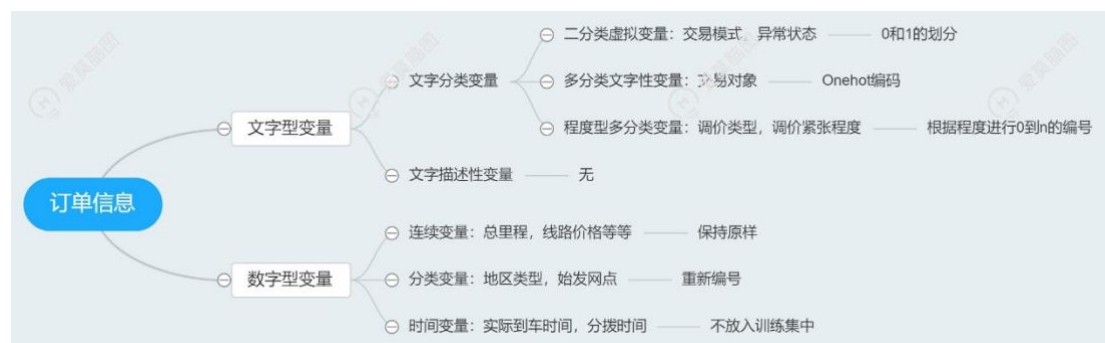 二分类虚拟变量：交易模式、异常状态 0和1的划分
文字分类变量 多分类文字性变量：交易对象 Onehot编码
文字型变量 程度型多分类变量：调价类型，调价紧张程度 根据程度进行0到n的编号
文字描述性变量 无
订单信息
连续变量：总里程，线路价格等等 保持原样
数字型变量 分类变量：地区类型，始发网点 重新编号
时间变量：实际到车时间，分拨时间 不放入训练集中
爱莫脑图
爱莫脑图